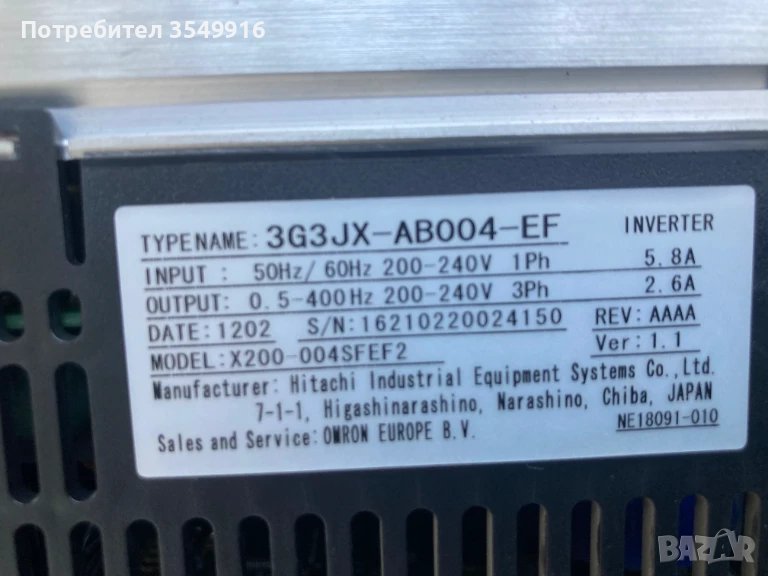 Потребител 3549916
TYPENAME: 3G3JX-AB004-EF INVERTER
INPUT : 50Hz/ 60Hz 200-240V 1Ph 5.8A
OUTPUT: 0.5-400Hz 200-240V 3Ph 2.6A
DATE: 1202 S/N: 16210220024150 REV: AAAA
MODEL: X200-004SFEF2 Ver: 1.1
Manufacturer: Hitachi Industrial Equipment Systems Co., Ltd.
7-1-1, Higashinarashino, Narashino, Chiba, JAPAN
Sales and Service: OMRON EUROPE B.V. NE18091-010
BAZAR